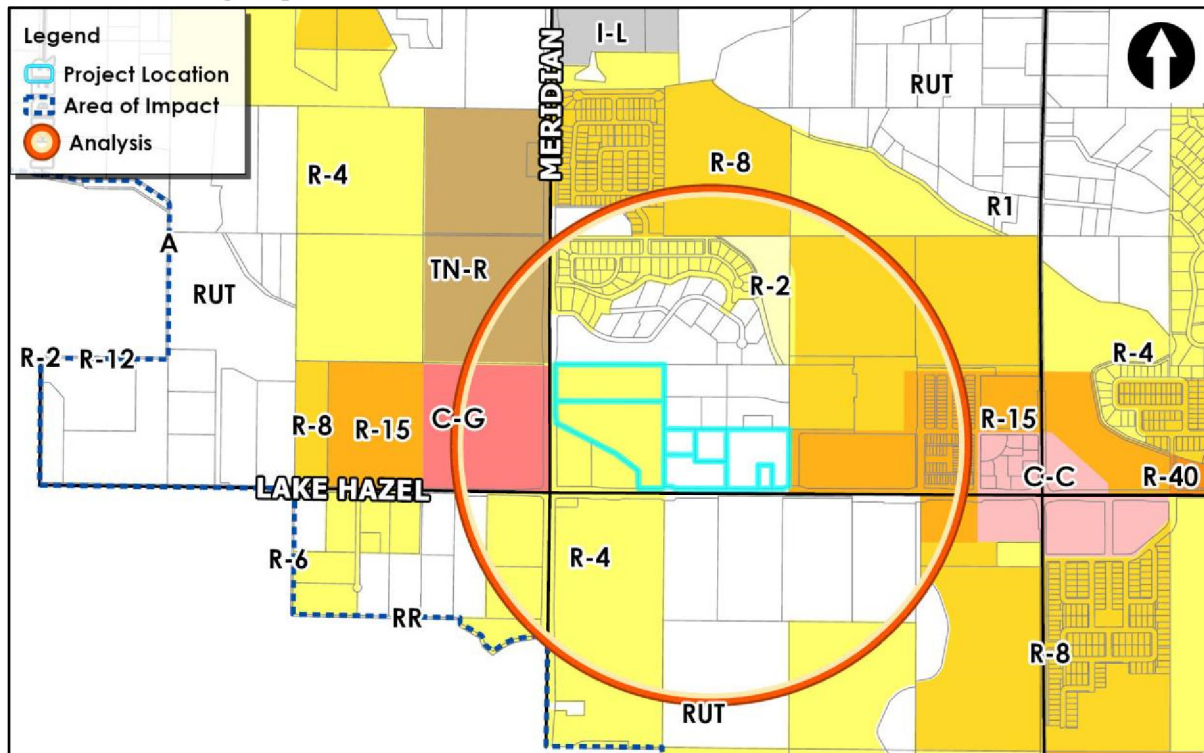 Legend
Project Location
Area of Impact
Analysis
I-L
MERIDIAN
RUT
R-4
R-8
R1
A
TN-R
RUT
R-2
R-2
R-12
R-4
R-8
R-15
C-G
R-15
LAKE HAZEL
C-C
R-40
R-6
R-4
RR
R-8
RUT